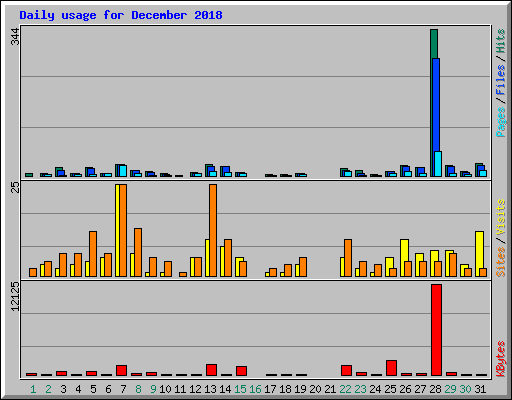 Daily usage for December 2018
344
Pages / Files / Hits
25
Sites / Visits
12125
KBytes
1 2 3 4 5 6 7 8 9 10 11 12 13 14 15 16 17 18 19 20 21 22 23 24 25 26 27 28 29 30 31